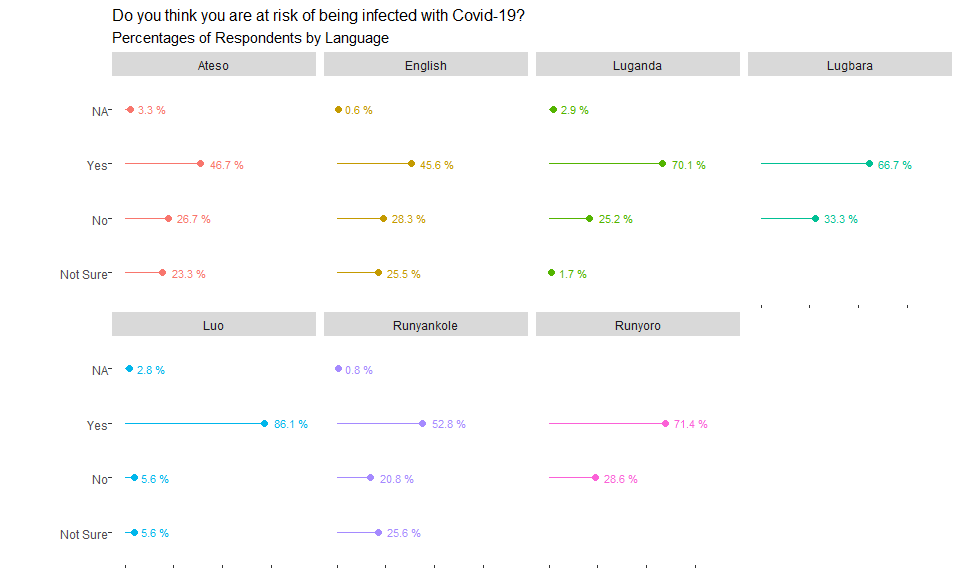 Do you think you are at risk of being infected with Covid-19?
Percentages of Respondents by Language
Ateso English Luganda Lugbara
NA 3.3 % 0.6 % 2.9 %
Yes 46.7 % 45.6 % 70.1 % 66.7 %
No 26.7 % 28.3 % 25.2 % 33.3 %
Not Sure 23.3 % 25.5 % 1.7 %
Luo Runyankole Runyoro
NA 2.8 % 0.8 %
Yes 86.1 % 52.8 % 71.4 %
No 5.6 % 20.8 % 28.6 %
Not Sure 5.6 % 25.6 %